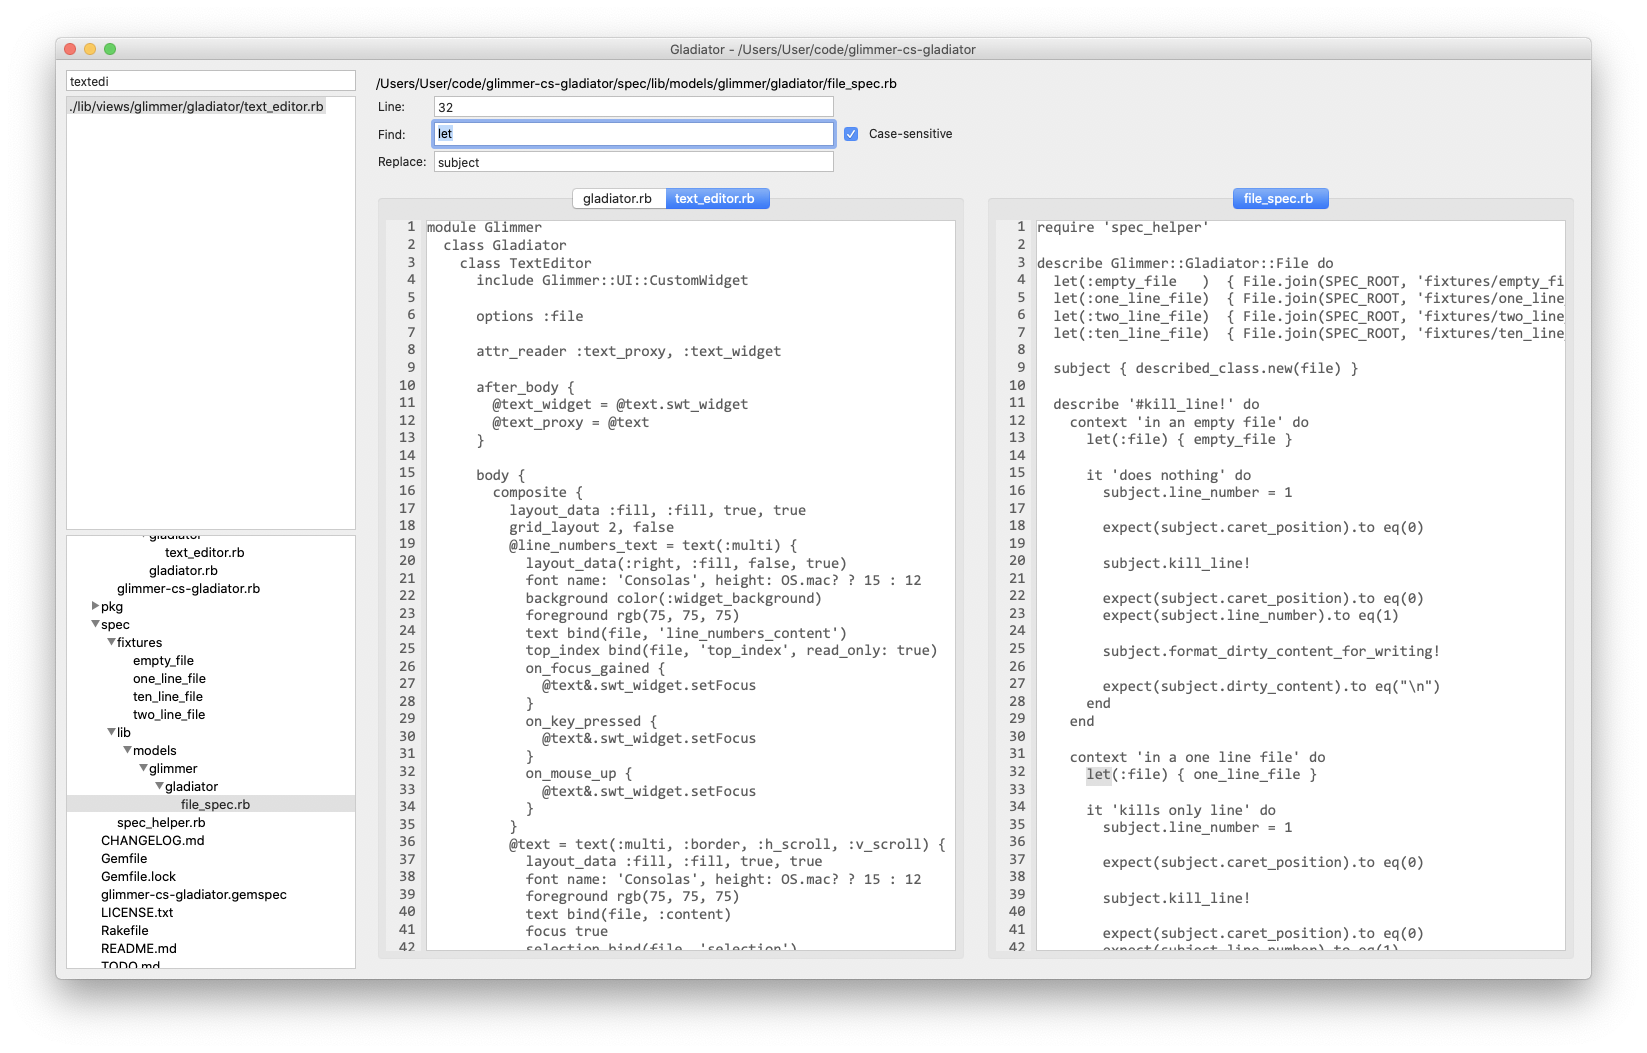 Gladiator - /Users/User/code/glimmer-cs-gladiator
textedi
./lib/views/glimmer/gladiator/text_editor.rb
gladiator
text_editor.rb
gladiator.rb
glimmer-cs-gladiator.rb
pkg
spec
fixtures
empty_file
one_line_file
ten_line_file
two_line_file
lib
models
glimmer
gladiator
file_spec.rb
spec_helper.rb
CHANGELOG.md
Gemfile
Gemfile.lock
glimmer-cs-gladiator.gemspec
LICENSE.txt
Rakefile
README.md
TODO.md
/Users/User/code/glimmer-cs-gladiator/spec/lib/models/glimmer/gladiator/file_spec.rb
Line: 32
Find: let Case-sensitive
Replace: subject
gladiator.rb text_editor.rb
1 module Glimmer
2   class Gladiator
3     class TextEditor
4       include Glimmer::UI::CustomWidget
5
6       options :file
7
8       attr_reader :text_proxy, :text_widget
9
10       after_body {
11         @text_widget = @text.swt_widget
12         @text_proxy = @text
13       }
14
15       body {
16         composite {
17           layout_data :fill, :fill, true, true
18           grid_layout 2, false
19           @line_numbers_text = text(:multi) {
20             layout_data(:right, :fill, false, true)
21             font name: 'Consolas', height: OS.mac? ? 15 : 12
22             background color(:widget_background)
23             foreground rgb(75, 75, 75)
24             text bind(file, 'line_numbers_content')
25             top_index bind(file, 'top_index', read_only: true)
26             on_focus_gained {
27               @text&.swt_widget.setFocus
28             }
29             on_key_pressed {
30               @text&.swt_widget.setFocus
31             }
32             on_mouse_up {
33               @text&.swt_widget.setFocus
34             }
35           }
36           @text = text(:multi, :border, :h_scroll, :v_scroll) {
37             layout_data :fill, :fill, true, true
38             font name: 'Consolas', height: OS.mac? ? 15 : 12
39             foreground rgb(75, 75, 75)
40             text bind(file, :content)
41             focus true
42             selection bind(file, 'selection')
file_spec.rb
1 require 'spec_helper'
2
3 describe Glimmer::Gladiator::File do
4   let(:empty_file   )  { File.join(SPEC_ROOT, 'fixtures/empty_fi
5   let(:one_line_file)  { File.join(SPEC_ROOT, 'fixtures/one_line
6   let(:two_line_file)  { File.join(SPEC_ROOT, 'fixtures/two_line
7   let(:ten_line_file)  { File.join(SPEC_ROOT, 'fixtures/ten_line
8
9   subject { described_class.new(file) }
10
11   describe '#kill_line!' do
12     context 'in an empty file' do
13       let(:file) { empty_file }
14
15       it 'does nothing' do
16         subject.line_number = 1
17
18         expect(subject.caret_position).to eq(0)
19
20         subject.kill_line!
21
22         expect(subject.caret_position).to eq(0)
23         expect(subject.line_number).to eq(1)
24
25         subject.format_dirty_content_for_writing!
26
27         expect(subject.dirty_content).to eq("\n")
28       end
29     end
30
31     context 'in a one line file' do
32       let(:file) { one_line_file }
33
34       it 'kills only line' do
35         subject.line_number = 1
36
37         expect(subject.caret_position).to eq(0)
38
39         subject.kill_line!
40
41         expect(subject.caret_position).to eq(0)
42         expect(subject.line_number).to eq(1)